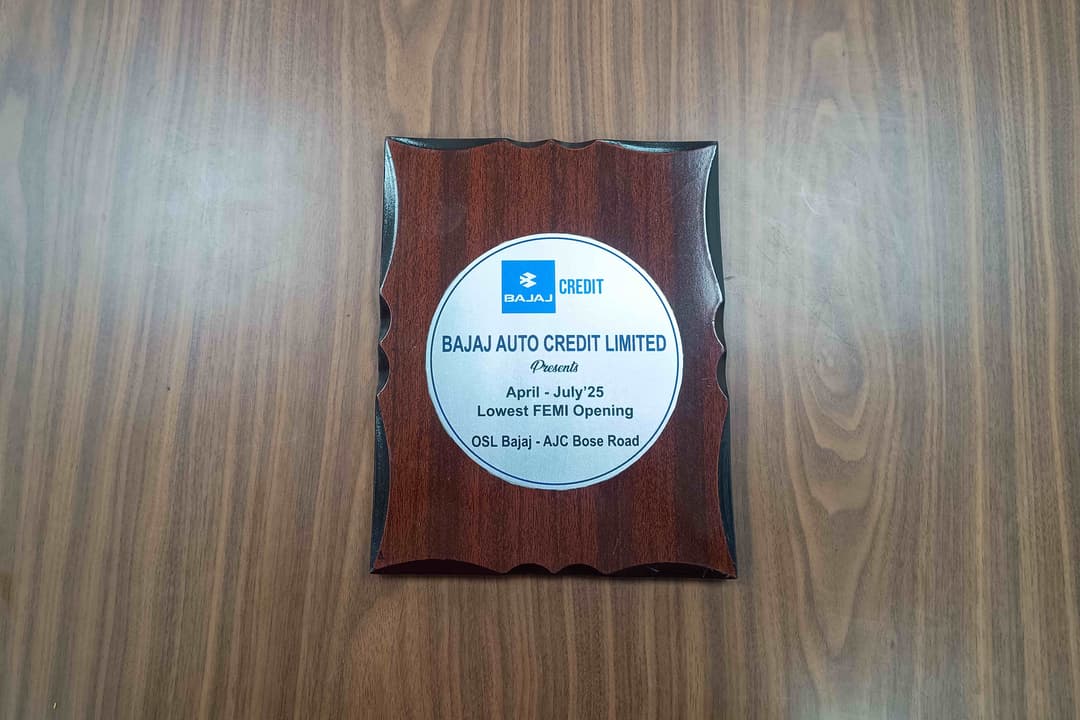 BAJAJ
CREDIT
BAJAJ AUTO CREDIT LIMITED
Presents
April - July'25
Lowest FEMI Opening
OSL Bajaj - AJC Bose Road